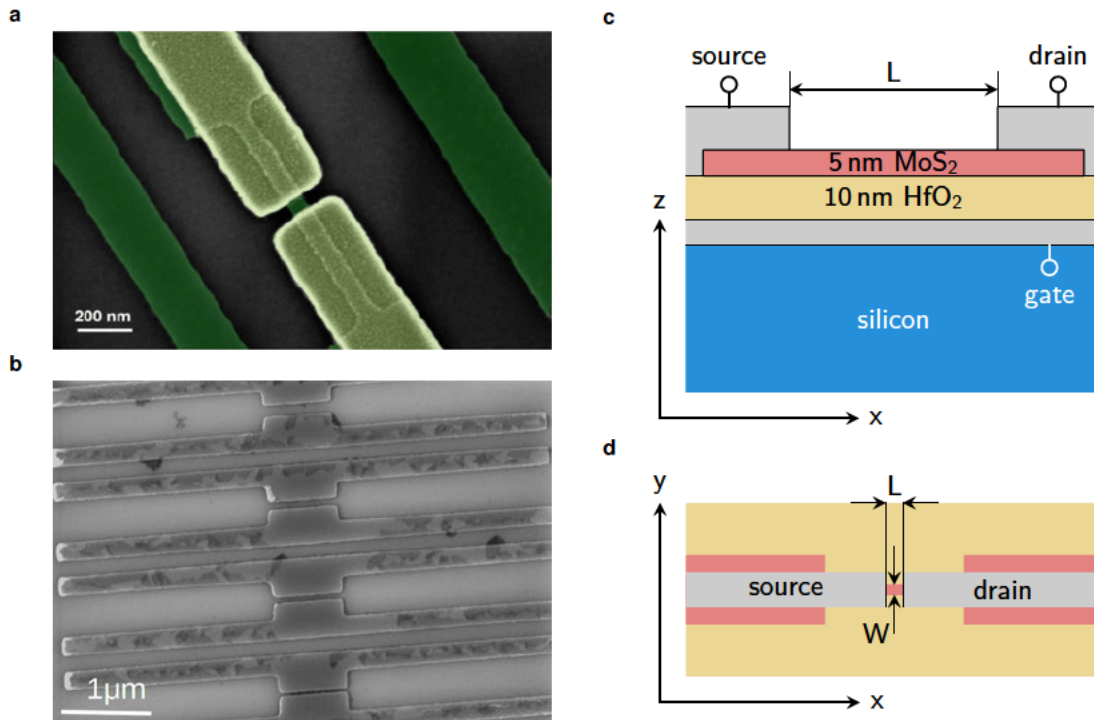 a
200 nm
b
1μm
c
source
drain
L
5 nm MoS₂
10 nm HfO₂
z
gate
silicon
x
d
y
L
source
drain
W
x